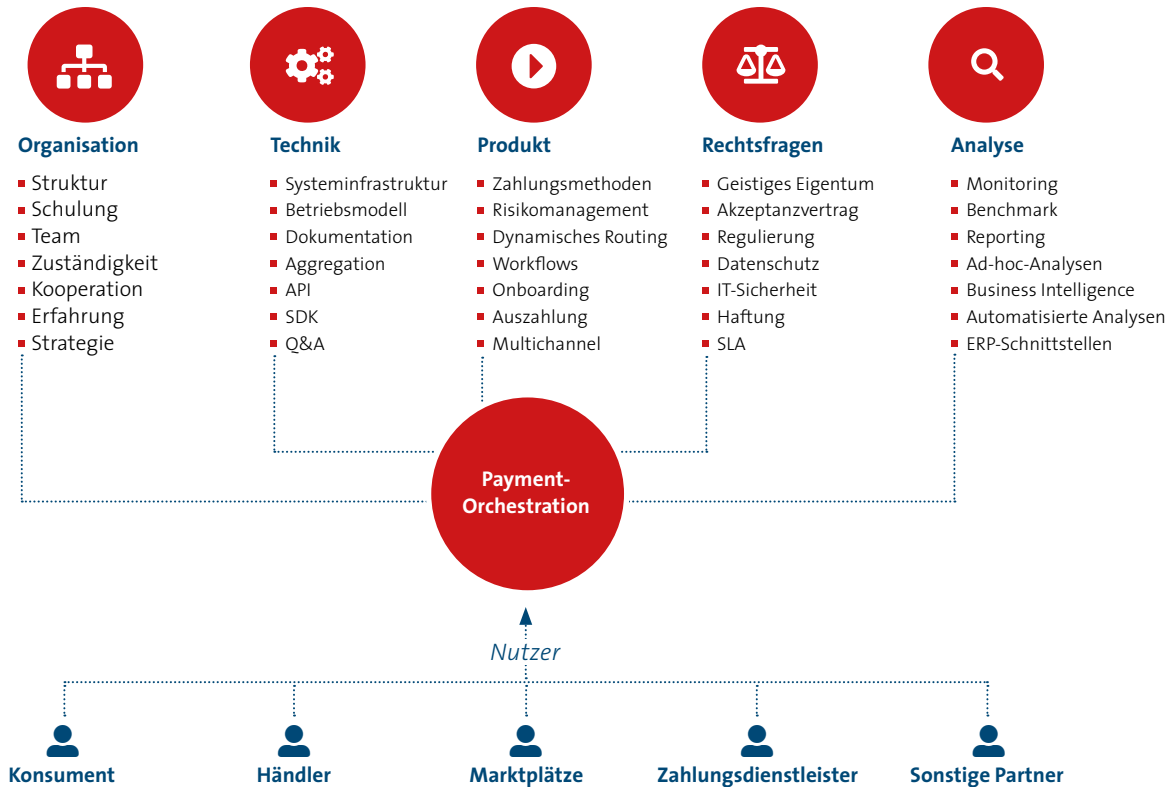 Organisation
Struktur
Schulung
Team
Zuständigkeit
Kooperation
Erfahrung
Strategie
Technik
Systeminfrastruktur
Betriebsmodell
Dokumentation
Aggregation
API
SDK
Q&A
Produkt
Zahlungsmethoden
Risikomanagement
Dynamisches Routing
Workflows
Onboarding
Auszahlung
Multichannel
Rechtsfragen
Geistiges Eigentum
Akzeptanzvertrag
Regulierung
Datenschutz
IT-Sicherheit
Haftung
SLA
Analyse
Monitoring
Benchmark
Reporting
Ad-hoc-Analysen
Business Intelligence
Automatisierte Analysen
ERP-Schnittstellen
Payment-
Orchestration
Nutzer
Konsument
Händler
Marktplätze
Zahlungsdienstleister
Sonstige Partner